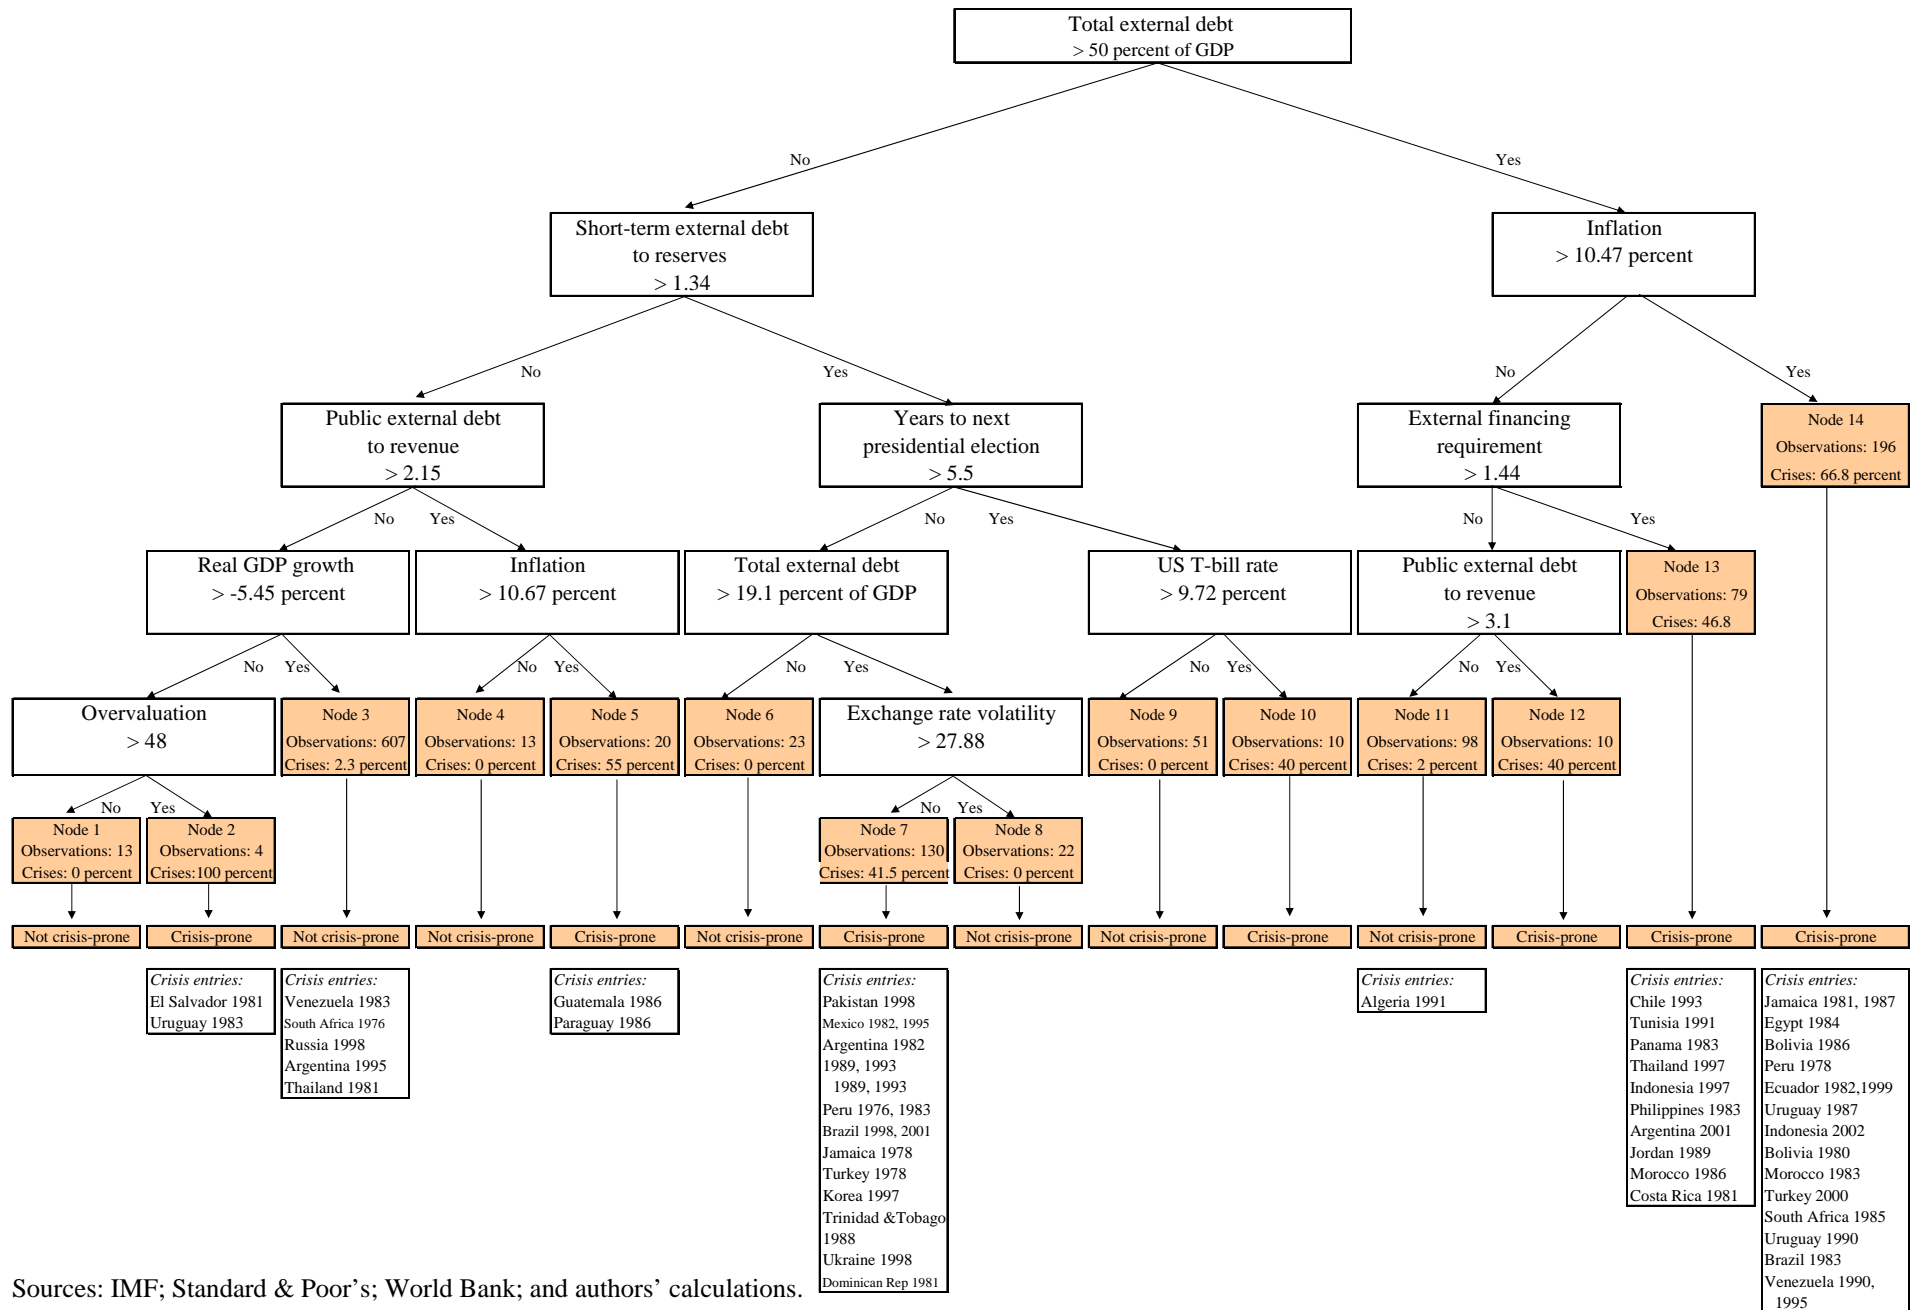 Total external debt
> 50 percent of GDP
No
Yes
Short-term external debt
to reserves
> 1.34
Inflation
> 10.47 percent
No
Yes
No
Yes
Public external debt
to revenue
> 2.15
Years to next
presidential election
> 5.5
External financing
requirement
> 1.44
Node 14
Observations: 196
Crises: 66.8 percent
No
Yes
No
Yes
No
Yes
Real GDP growth
> -5.45 percent
Inflation
> 10.67 percent
Total external debt
> 19.1 percent of GDP
US T-bill rate
> 9.72 percent
Public external debt
to revenue
> 3.1
Node 13
Observations: 79
Crises: 46.8
No
Yes
No
Yes
No
Yes
No
Yes
No
Yes
Overvaluation
> 48
Node 3
Observations: 607
Crises: 2.3 percent
Node 4
Observations: 13
Crises: 0 percent
Node 5
Observations: 20
Crises: 55 percent
Node 6
Observations: 23
Crises: 0 percent
Exchange rate volatility
> 27.88
Node 9
Observations: 51
Crises: 0 percent
Node 10
Observations: 10
Crises: 40 percent
Node 11
Observations: 98
Crises: 2 percent
Node 12
Observations: 10
Crises: 40 percent
No
Yes
No
Yes
Node 1
Observations: 13
Crises: 0 percent
Node 2
Observations: 4
Crises:100 percent
Node 7
Observations: 130
Crises: 41.5 percent
Node 8
Observations: 22
Crises: 0 percent
Not crisis-prone
Crisis-prone
Not crisis-prone
Not crisis-prone
Crisis-prone
Not crisis-prone
Crisis-prone
Not crisis-prone
Not crisis-prone
Crisis-prone
Not crisis-prone
Crisis-prone
Crisis-prone
Crisis-prone
Crisis entries:
El Salvador 1981
Uruguay 1983
Crisis entries:
Venezuela 1983
South Africa 1976
Russia 1998
Argentina 1995
Thailand 1981
Crisis entries:
Guatemala 1986
Paraguay 1986
Crisis entries:
Pakistan 1998
Mexico 1982, 1995
Argentina 1982
1989, 1993
1989, 1993
Peru 1976, 1983
Brazil 1998, 2001
Jamaica 1978
Turkey 1978
Korea 1997
Trinidad &Tobago
1988
Ukraine 1998
Dominican Rep 1981
Crisis entries:
Algeria 1991
Crisis entries:
Chile 1993
Tunisia 1991
Panama 1983
Thailand 1997
Indonesia 1997
Philippines 1983
Argentina 2001
Jordan 1989
Morocco 1986
Costa Rica 1981
Crisis entries:
Jamaica 1981, 1987
Egypt 1984
Bolivia 1986
Peru 1978
Ecuador 1982,1999
Uruguay 1987
Indonesia 2002
Bolivia 1980
Morocco 1983
Turkey 2000
South Africa 1985
Uruguay 1990
Brazil 1983
Venezuela 1990,
1995
Sources: IMF; Standard & Poor's; World Bank; and authors' calculations.